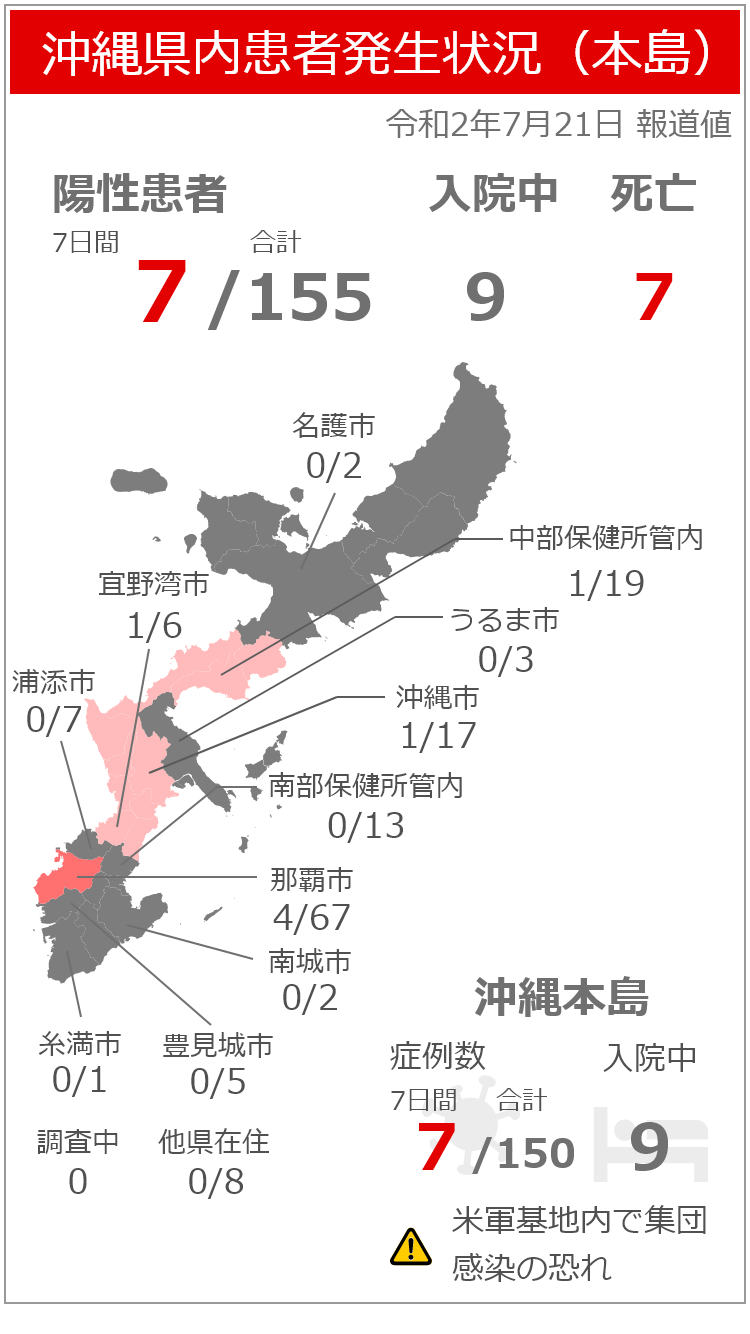 沖縄県内患者発生状況（本島）
令和2年7月21日 報道値
陽性患者 入院中 死亡
7日間 合計
7/155 9 7
名護市
0/2
中部保健所管内
1/19
宜野湾市
1/6
うるま市
0/3
浦添市
0/7
沖縄市
1/17
南部保健所管内
0/13
那覇市
4/67
南城市
0/2
糸満市
0/1
豊見城市
0/5
調査中
0
他県在住
0/8
沖縄本島
症例数 入院中
7日間 合計
7/150 9
米軍基地内で集団
感染の恐れ